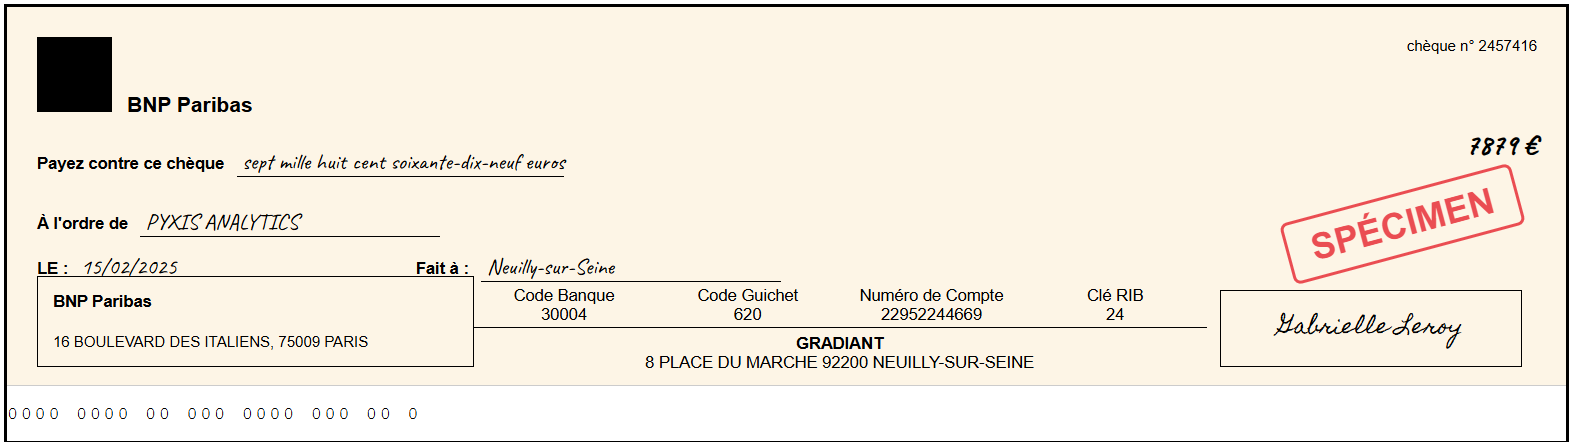 chèque n° 2457416
BNP Paribas
7879 €
Payez contre ce chèque sept mille huit cent soixante-dix-neuf euros
SPÉCIMEN
À l'ordre de PYXIS ANALYTICS
LE : 15/02/2025 Fait à : Neuilly-sur-Seine
BNP Paribas
16 BOULEVARD DES ITALIENS, 75009 PARIS
Code Banque Code Guichet Numéro de Compte Clé RIB
30004 620 22952244669 24
GRADIANT
8 PLACE DU MARCHE 92200 NEUILLY-SUR-SEINE
Gabrielle Leroy
0000 0000 00 000 0000 000 00 0